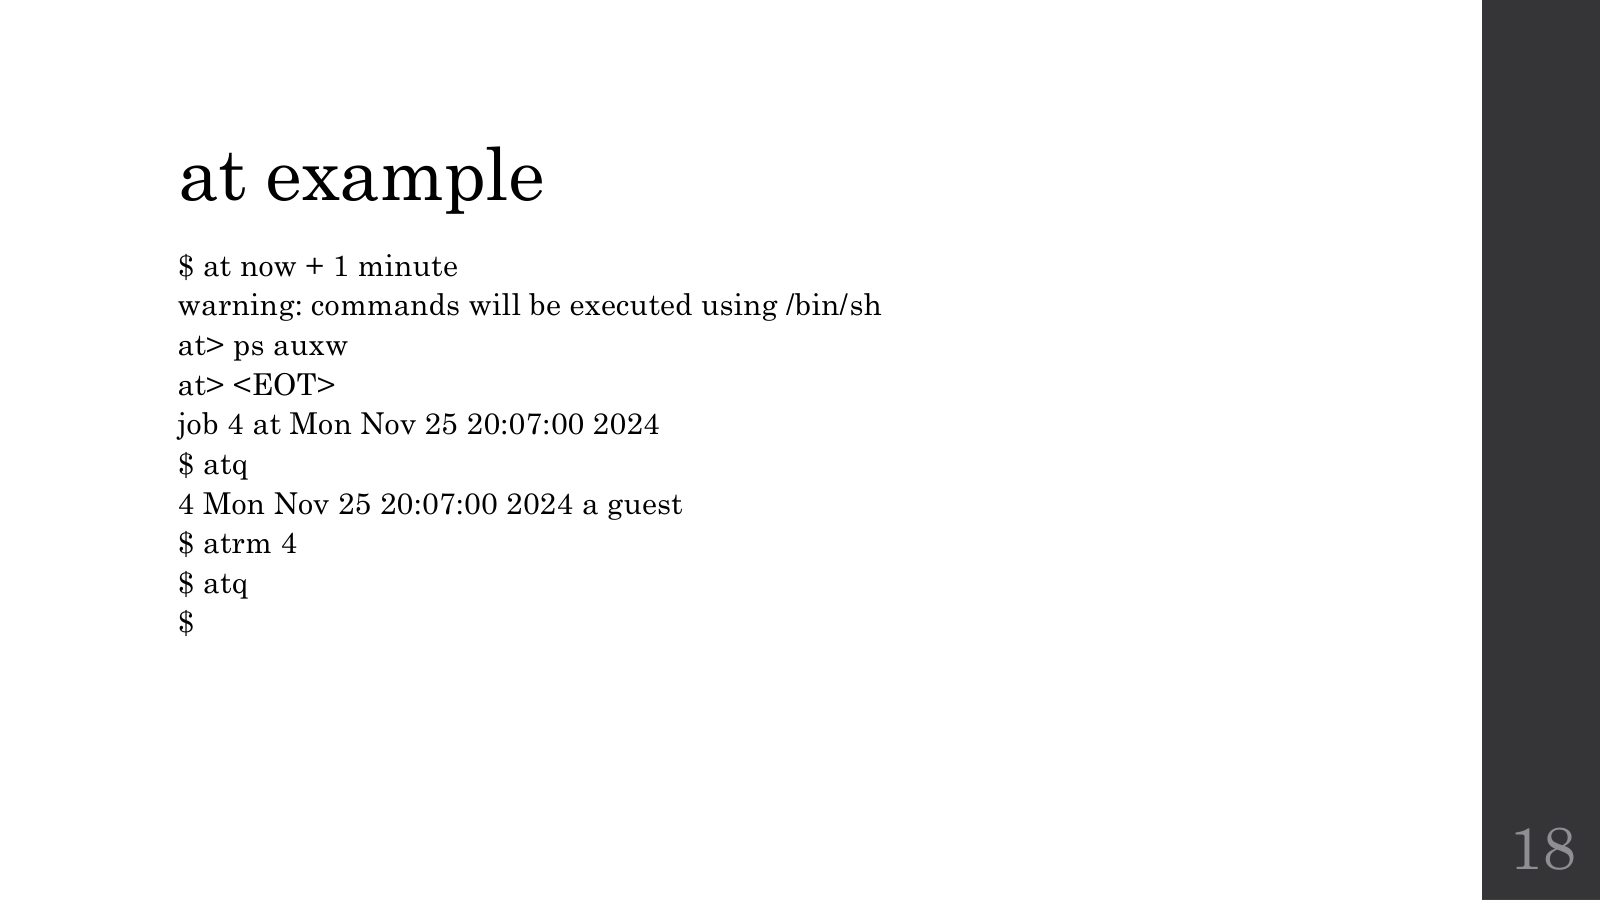 at example
$ at now + 1 minute
warning: commands will be executed using /bin/sh
at> ps auxw
at> <EOT>
job 4 at Mon Nov 25 20:07:00 2024
$ atq
4 Mon Nov 25 20:07:00 2024 a guest
$ atrm 4
$ atq
$
18